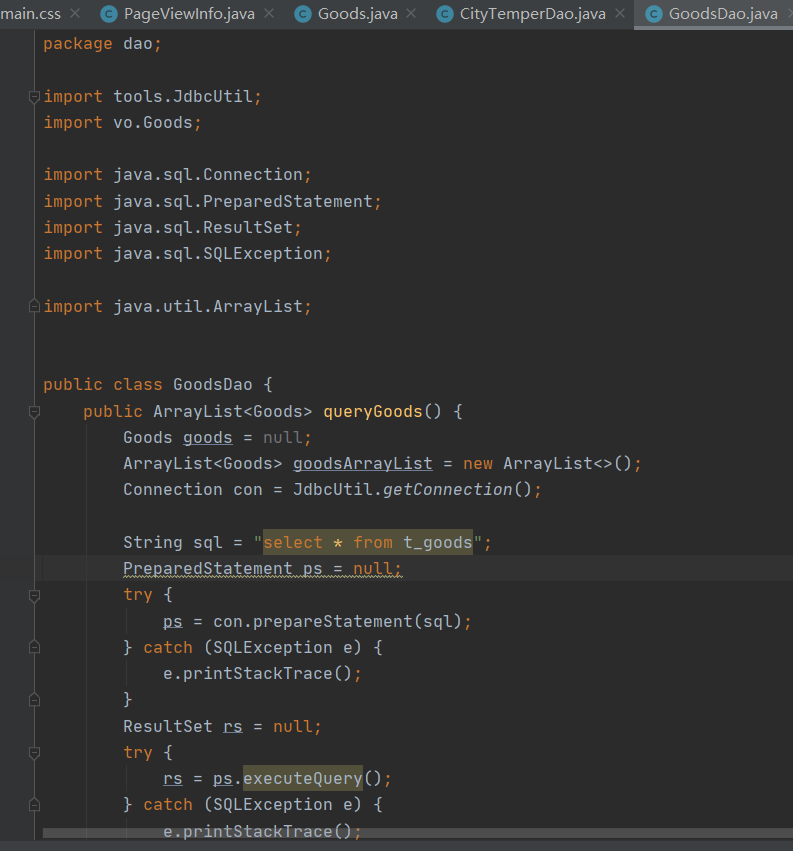 main.css PageViewInfo.java Goods.java CityTemperDao.java GoodsDao.java
package dao;
import tools.JdbcUtil;
import vo.Goods;
import java.sql.Connection;
import java.sql.PreparedStatement;
import java.sql.ResultSet;
import java.sql.SQLException;
import java.util.ArrayList;
public class GoodsDao {
    public ArrayList<Goods> queryGoods() {
        Goods goods = null;
        ArrayList<Goods> goodsArrayList = new ArrayList<>();
        Connection con = JdbcUtil.getConnection();
        String sql = "select * from t_goods";
        PreparedStatement ps = null;
        try {
            ps = con.prepareStatement(sql);
        } catch (SQLException e) {
            e.printStackTrace();
        }
        ResultSet rs = null;
        try {
            rs = ps.executeQuery();
        } catch (SQLException e) {
            e.printStackTrace();